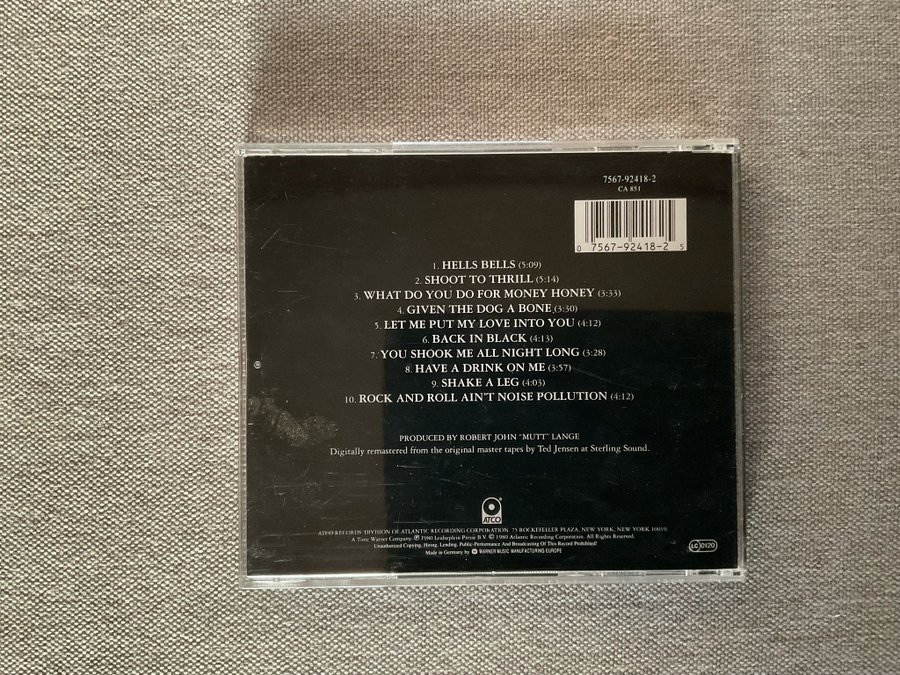 7567-92418-2
CA 851
0 7567-92418-2 5
1. HELLS BELLS (5:09)
2. SHOOT TO THRILL (5:14)
3. WHAT DO YOU DO FOR MONEY HONEY (3:33)
4. GIVEN THE DOG A BONE (3:30)
5. LET ME PUT MY LOVE INTO YOU (4:12)
6. BACK IN BLACK (4:13)
7. YOU SHOOK ME ALL NIGHT LONG (3:28)
8. HAVE A DRINK ON ME (3:57)
9. SHAKE A LEG (4:03)
10. ROCK AND ROLL AIN'T NOISE POLLUTION (4:12)
PRODUCED BY ROBERT JOHN "MUTT" LANGE
Digitally remastered from the original master tapes by Ted Jensen at Sterling Sound.
ATCO
ATCO RECORDS: DIVISION OF ATLANTIC RECORDING CORPORATION, 75 ROCKEFELLER PLAZA, NEW YORK, NEW YORK 10019.
A Time Warner Company. ℗ 1980 Leidseplein Presse B.V. © 1980 Atlantic Recording Corporation. All Rights Reserved.
Unauthorized Copying, Hiring, Lending, Public-Performance And Broadcasting Of This Record Prohibited!
Made in Germany by WARNER MUSIC MANUFACTURING EUROPE
LC 0120